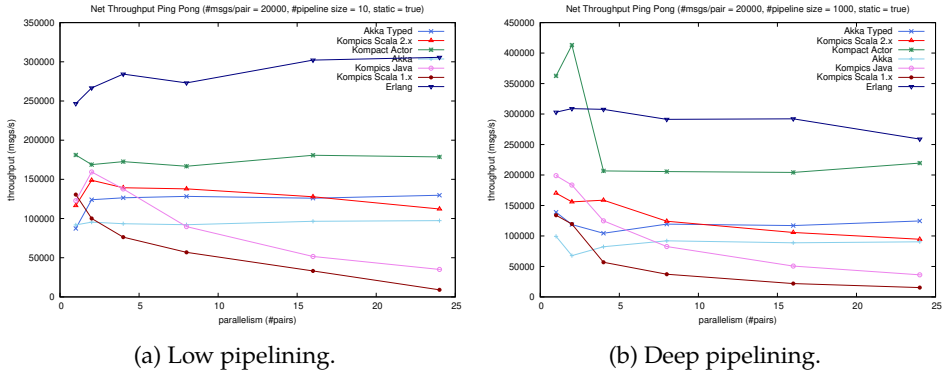 Net Throughput Ping Pong (#msgs/pair = 20000, #pipeline size = 10, static = true)
350000
300000
250000
200000
150000
100000
50000
0
throughput (msgs/s)
Akka Typed
Kompics Scala 2.x
Kompact Actor
Akka
Kompics Java
Kompics Scala 1.x
Erlang
0 5 10 15 20 25
parallelism (#pairs)
(a) Low pipelining.
Net Throughput Ping Pong (#msgs/pair = 20000, #pipeline size = 1000, static = true)
450000
400000
350000
300000
250000
200000
150000
100000
50000
0
throughput (msgs/s)
Akka Typed
Kompics Scala 2.x
Kompact Actor
Akka
Kompics Java
Kompics Scala 1.x
Erlang
0 5 10 15 20 25
parallelism (#pairs)
(b) Deep pipelining.